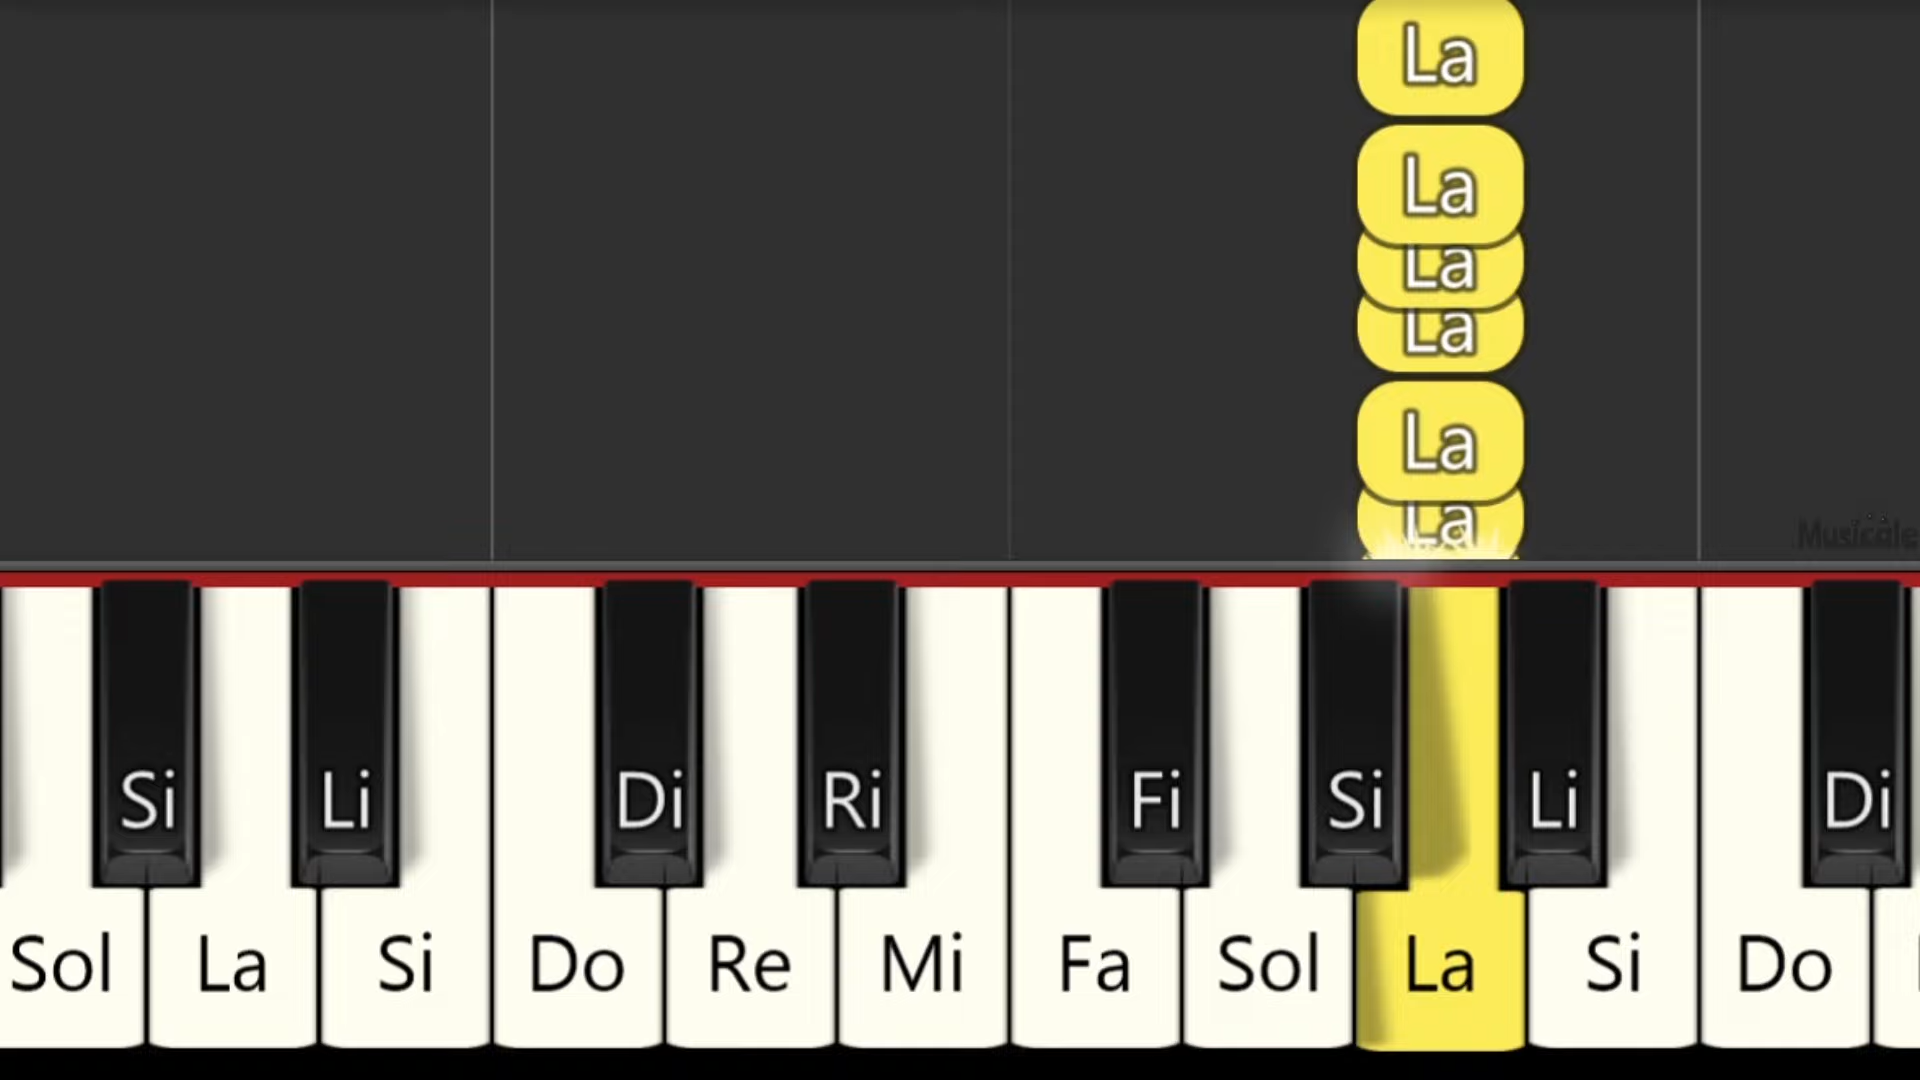 La
La
La
La
La
La
Musicale
Si Li Di Ri Fi Si Li Di
Sol La Si Do Re Mi Fa Sol La Si Do